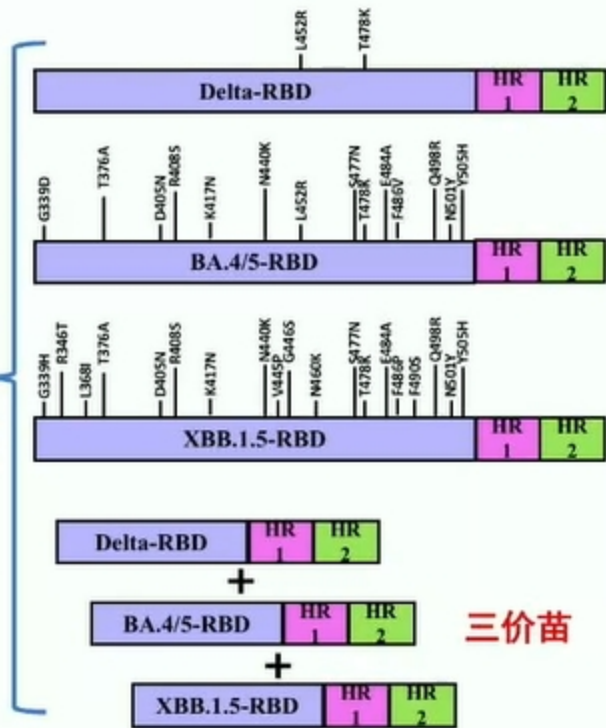 L452R
T478K
Delta-RBD
HR
1
HR
2
G339D
T376A
D405N
R408S
K417N
N440K
L452R
S477N
T478K
E484A
F486V
Q498R
N501Y
Y505H
BA.4/5-RBD
HR
1
HR
2
G339H
R346T
L368I
T376A
D405N
R408S
K417N
N440K
V445P
G446S
N460K
S477N
T478K
E484A
F486P
F490S
Q498R
N501Y
Y505H
XBB.1.5-RBD
HR
1
HR
2
Delta-RBD
HR
1
HR
2
+
BA.4/5-RBD
HR
1
HR
2
三价苗
+
XBB.1.5-RBD
HR
1
HR
2